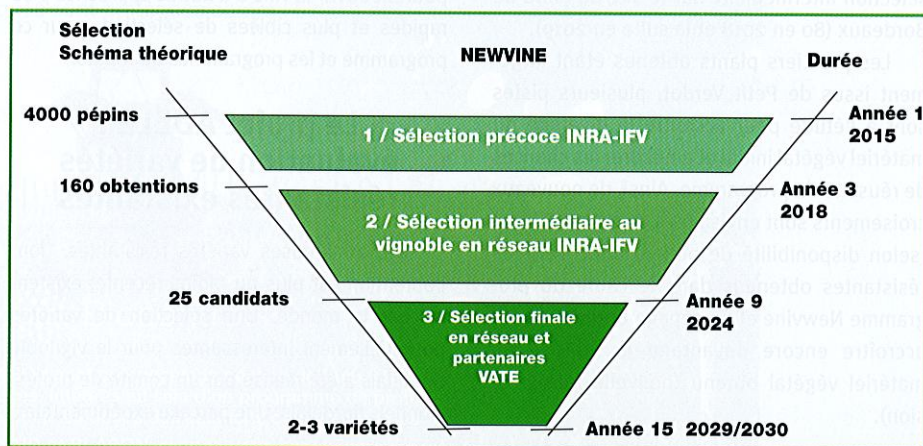 Sélection
Schéma théorique
NEWVINE
Durée
4000 pépins
1 / Sélection précoce INRA-IFV
Année 1
2015
160 obtentions
Année 3
2018
2 / Sélection intermédiaire au
vignoble en réseau INRA-IFV
25 candidats
Année 9
2024
3 / Sélection finale
en réseau et
partenaires
VATE
2-3 variétés
Année 15 2029/2030